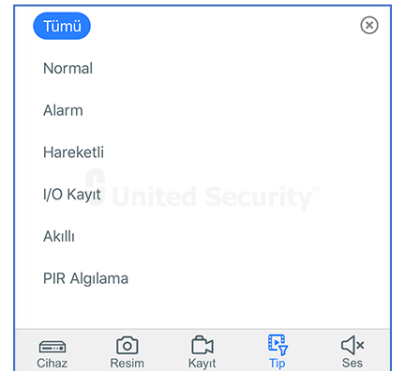 Tümü
Normal
Alarm
Hareketli
I/O Kayıt
United Security
Akıllı
PIR Algılama
Cihaz Resim Kayıt Tip Ses